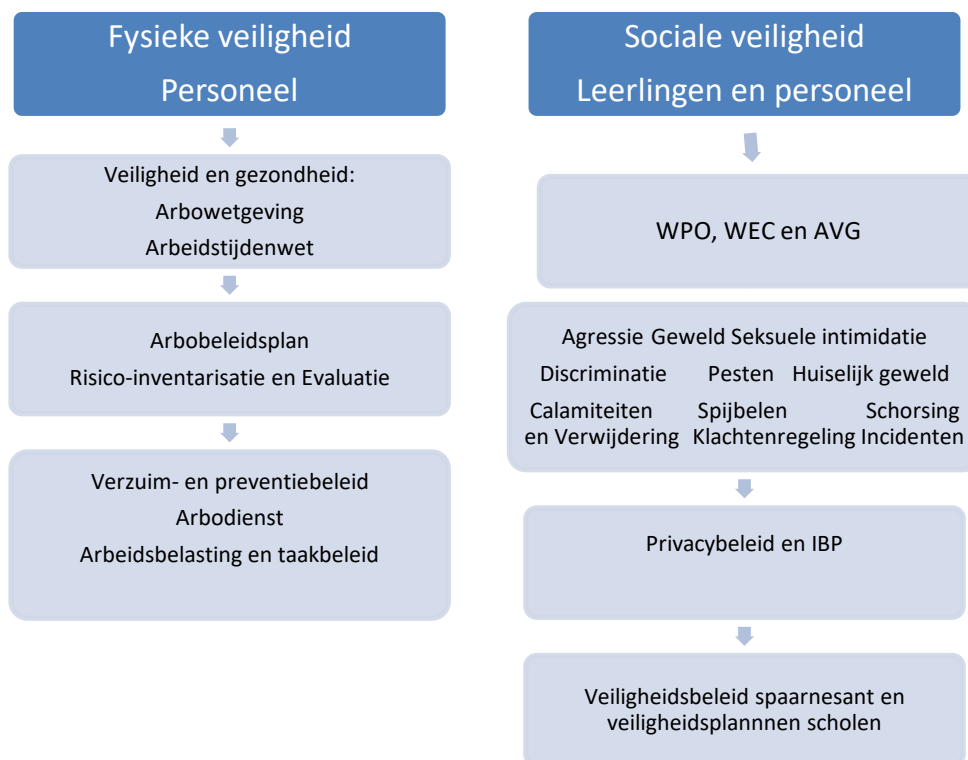 Fysieke veiligheid
Personeel
Veiligheid en gezondheid:
Arbowetgeving
Arbeidstijdenwet
Arbobeleidsplan
Risico-inventarisatie en Evaluatie
Verzuim- en preventiebeleid
Arbodienst
Arbeidsbelasting en taakbeleid
Sociale veiligheid
Leerlingen en personeel
WPO, WEC en AVG
Agressie Geweld Seksuele intimidatie
Discriminatie Pesten Huiselijk geweld
Calamiteiten Spijbelen Schorsing
en Verwijdering Klachtenregeling Incidenten
Privacybeleid en IBP
Veiligheidsbeleid spaarnesant en
veiligheidsplannnen scholen